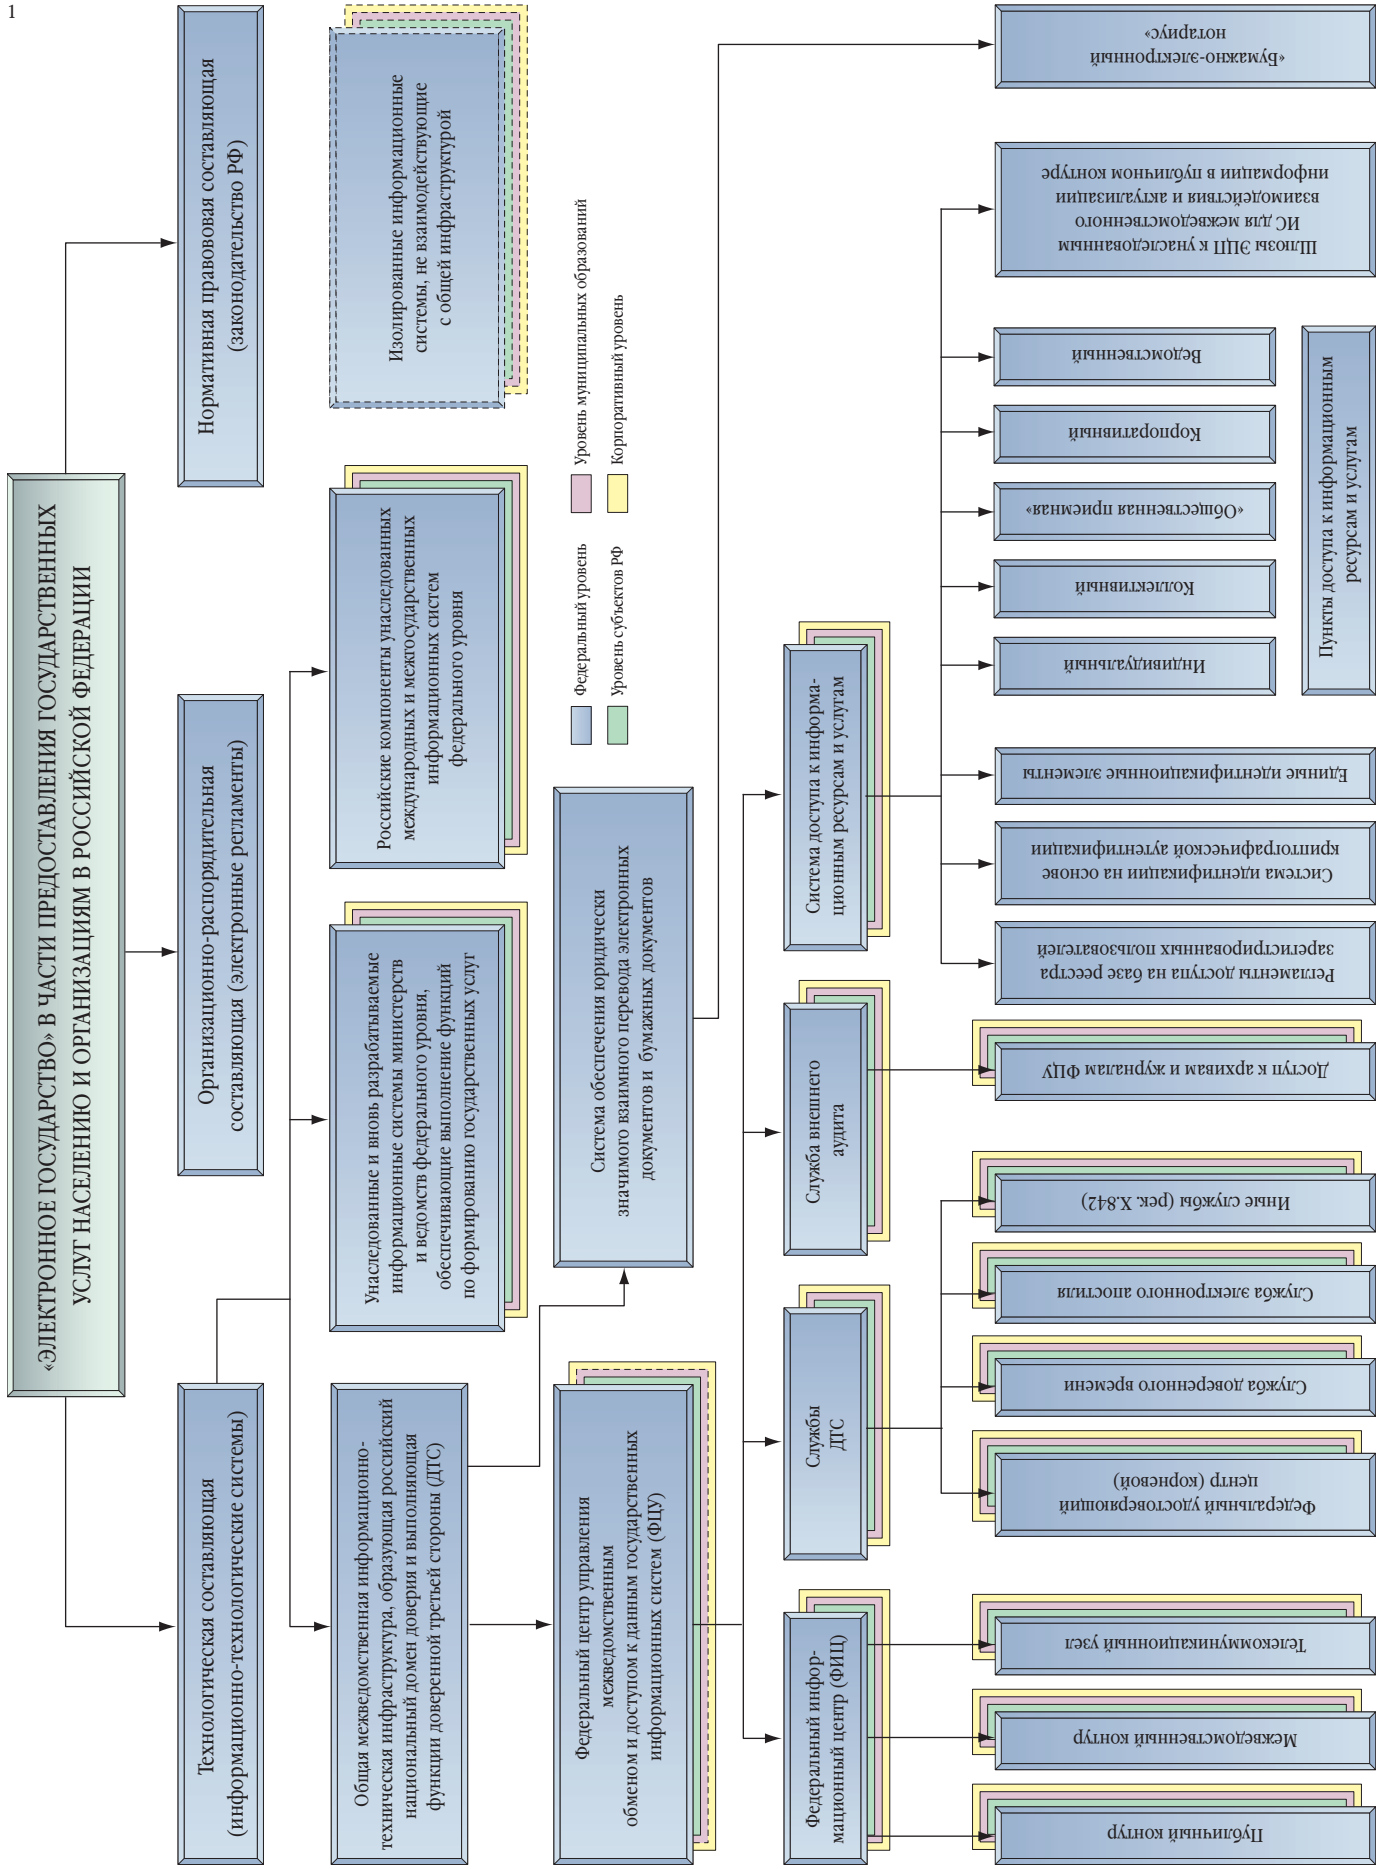 1
«ЭЛЕКТРОННОЕ ГОСУДАРСТВО» В ЧАСТИ ПРЕДОСТАВЛЕНИЯ ГОСУДАРСТВЕННЫХ
УСЛУГ НАСЕЛЕНИЮ И ОРГАНИЗАЦИЯМ В РОССИЙСКОЙ ФЕДЕРАЦИИ
Технологическая составляющая
(информационно-технологические системы)
Организационно-распорядительная
составляющая (электронные регламенты)
Нормативная правововая составляющая
(законодательство РФ)
Общая межведомственная информационно-
техническая инфраструктура, образующая российский
национальный домен доверия и выполняющая
функции доверенной третьей стороны (ДТС)
Унаследованные и вновь разрабатываемые
информационные системы министерств
и ведомств федерального уровня,
обеспечивающие выполнение функций
по формированию государственных услуг
Российские компоненты унаследованных
международных и межгосударственных
информационных систем
федерального уровня
Изолированные информационные
системы, не взаимодействующие
с общей инфраструктурой
Федеральный центр управления
межведомственным
обменом и доступом к данным государственных
информационных систем (ФЦУ)
Система обеспечения юридически
значимого взаимного перевода электронных
документов и бумажных документов
Федеральный уровень
Уровень муниципальных образований
Уровень субъектов РФ
Корпоративный уровень
Федеральный инфор-
мационный центр (ФИЦ)
Службы
ДТС
Служба внешнего
аудита
Система доступа к информа-
ционным ресурсам и услугам
Публичный контур
Межведомственный контур
Телекоммуникационный узел
Федеральный удостоверяющий
центр (корневой)
Служба доверенного времени
Служба электронного апостиля
Иные службы (рек. X.842)
Доступ к архивам и журналам ФЦУ
Регламенты доступа на базе реестра
зарегистрированных пользователей
Система идентификации на основе
криптографической аутентификации
Единые идентификационные элементы
Индивидуальный
Коллективный
«Общественная приемная»
Корпоративный
Ведомственный
Пункты доступа к информационным
ресурсам и услугам
Шлюзы ЭЦП к унаследованным
ИС для межведомственного
взаимодействия и актуализации
информации в публичном контуре
«Бумажно-электронный
нотариус»